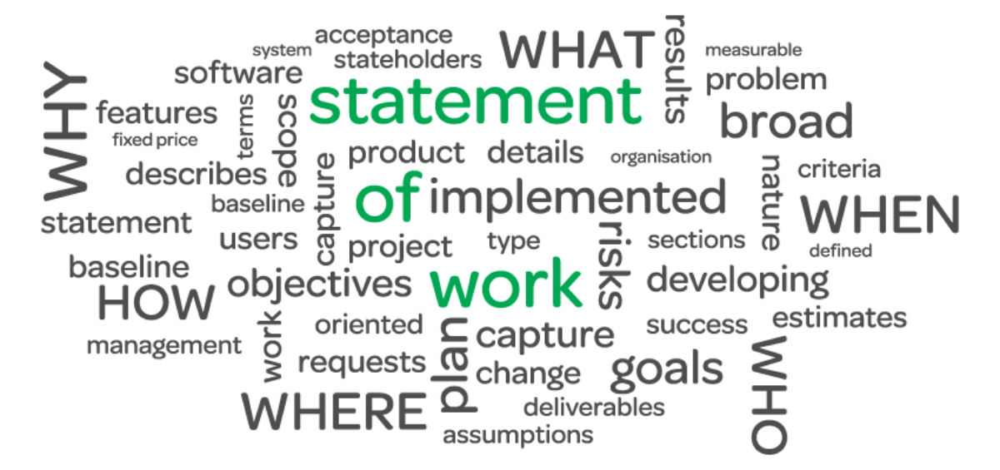 acceptance
WHAT
results
system
stateholders
measurable
software
statement
problem
WHY
features
terms
scope
broad
fixed price
product
details
organisation
describes
capture
nature
criteria
baseline
of
implemented
WHEN
statement
users
project
type
risks
sections
defined
baseline
objectives
work
developing
HOW
work
oriented
plan
capture
success
estimates
management
requests
change
goals
WHO
WHERE
deliverables
assumptions